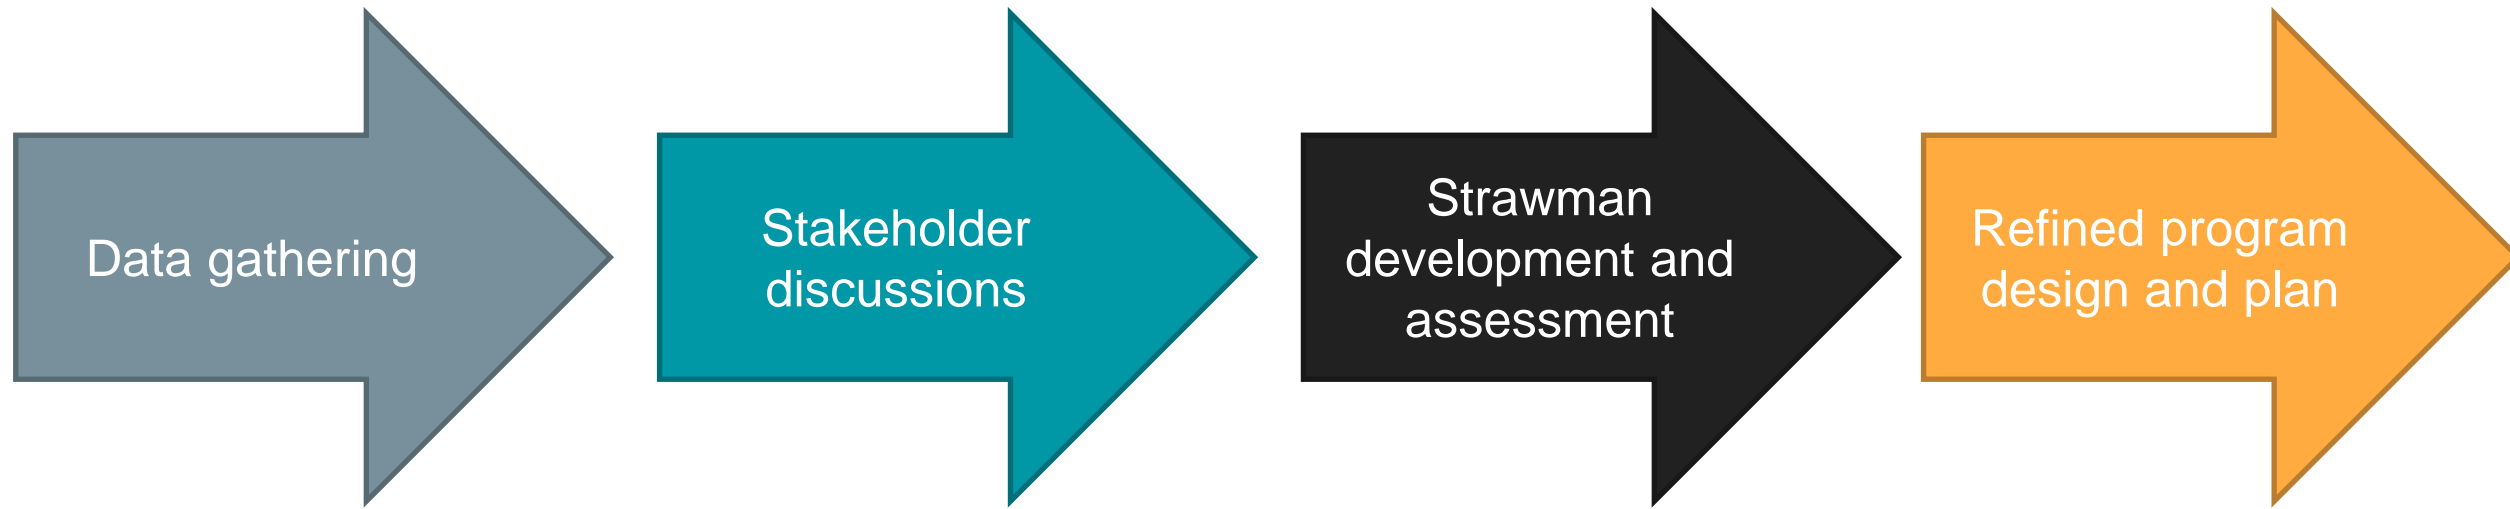 Data gathering
Stakeholder
discussions
Strawman
development and
assessment
Refined program
design and plan